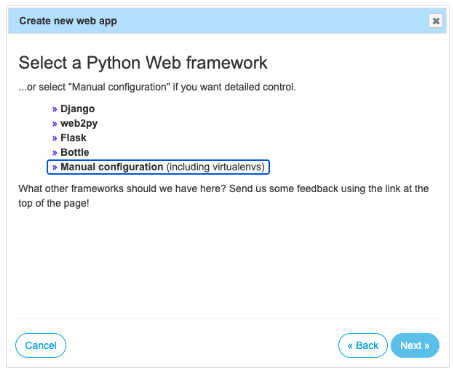 Create new web app
Select a Python Web framework
...or select "Manual configuration" if you want detailed control.
» Django
» web2py
» Flask
» Bottle
» Manual configuration (including virtualenvs)
What other frameworks should we have here? Send us some feedback using the link at the
top of the page!
Cancel
« Back
Next »